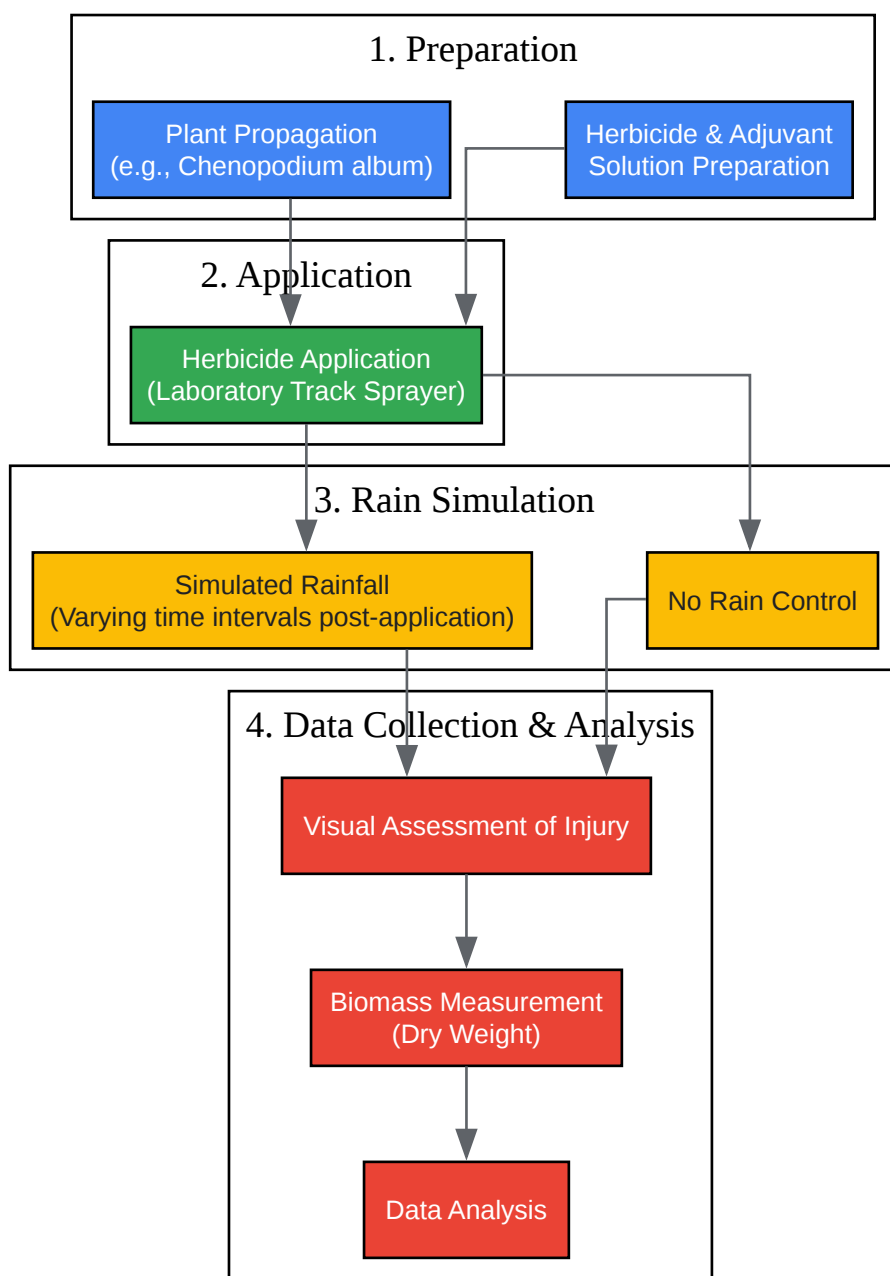 1. Preparation
Plant Propagation
(e.g., Chenopodium album)
Herbicide & Adjuvant
Solution Preparation
2. Application
Herbicide Application
(Laboratory Track Sprayer)
3. Rain Simulation
Simulated Rainfall
(Varying time intervals post-application)
No Rain Control
4. Data Collection & Analysis
Visual Assessment of Injury
Biomass Measurement
(Dry Weight)
Data Analysis